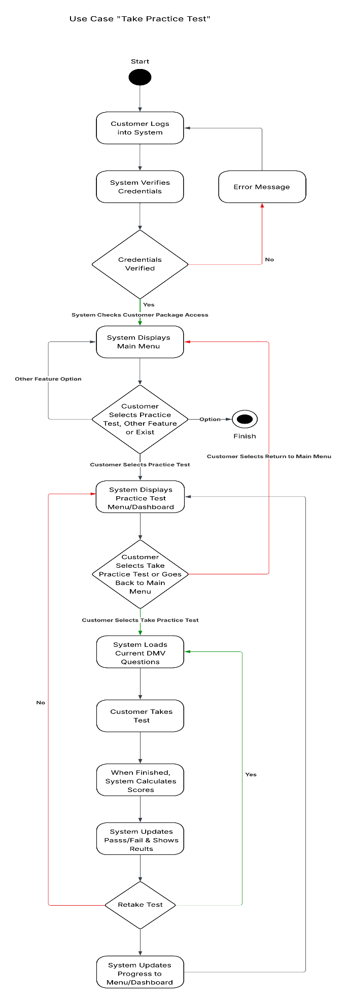 Use Case "Take Practice Test"
Start
Customer Logs
into System
System Verifies
Credentials
Error Message
Credentials
Verified
No
Yes
System Checks Customer Package Access
System Displays
Main Menu
Other Feature Option
Customer
Selects Practice
Test, Other Feature
or Exist
Option
Finish
Customer Selects Return to Main Menu
Customer Selects Practice Test
System Displays
Practice Test
Menu/Dashboard
Customer
Selects Take
Practice Test or Goes
Back to Main
Menu
Customer Selects Take Practice Test
System Loads
Current DMV
Questions
No
Customer Takes
Test
When Finished,
System Calculates
Scores
Yes
System Updates
Passs/Fail & Shows
Reults
Retake Test
System Updates
Progress to
Menu/Dashboard